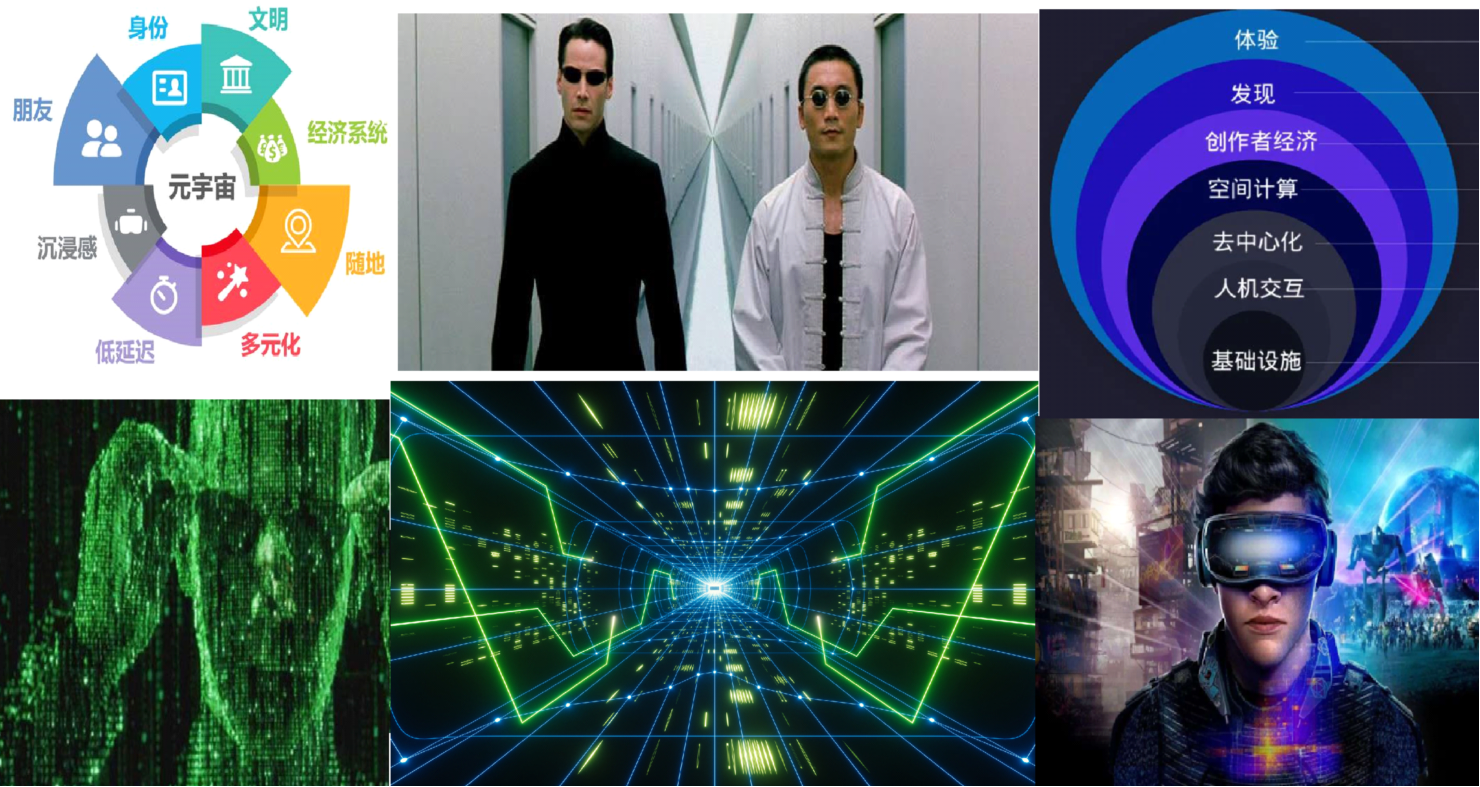 身份
文明
朋友
经济系统
元宇宙
沉浸感
随地
低延迟
多元化
体验
发现
创作者经济
空间计算
去中心化
人机交互
基础设施